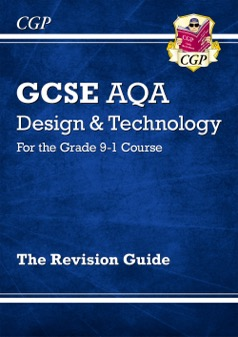 CGP
CGP
GCSE AQA
Design & Technology
For the Grade 9-1 Course
The Revision Guide